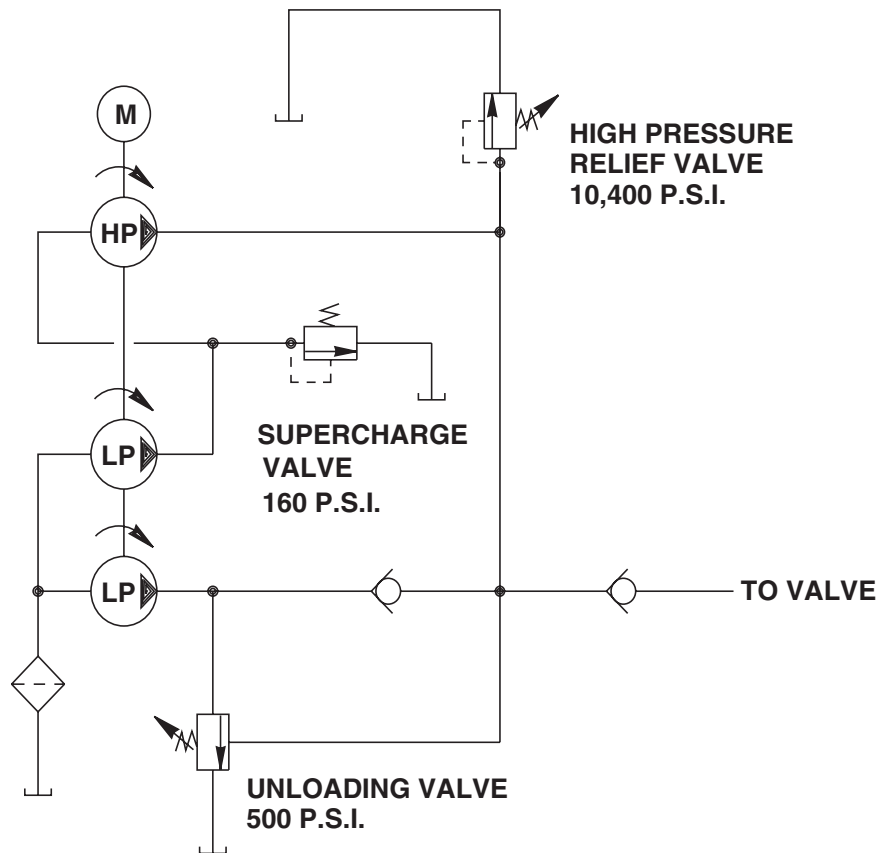 M
HIGH PRESSURE
RELIEF VALVE
10,400 P.S.I.
HP
SUPERCHARGE
VALVE
160 P.S.I.
LP
LP
TO VALVE
UNLOADING VALVE
500 P.S.I.